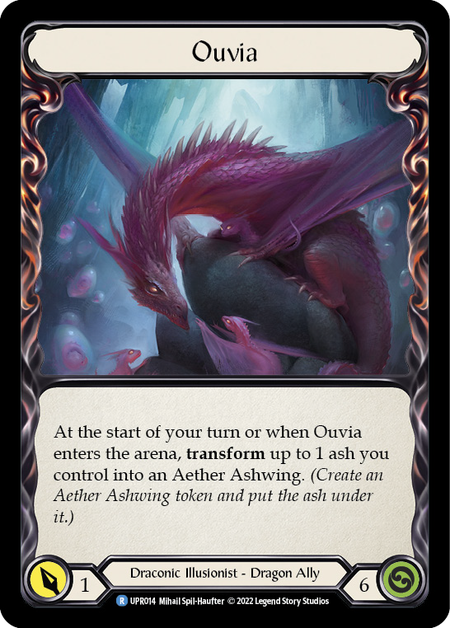 Ouvia
At the start of your turn or when Ouvia
enters the arena, transform up to 1 ash you
control into an Aether Ashwing. (Create an
Aether Ashwing token and put the ash under
it.)
1
Draconic Illusionist - Dragon Ally
6
R UPR014 Mihail Spil-Haufter © 2022 Legend Story Studios